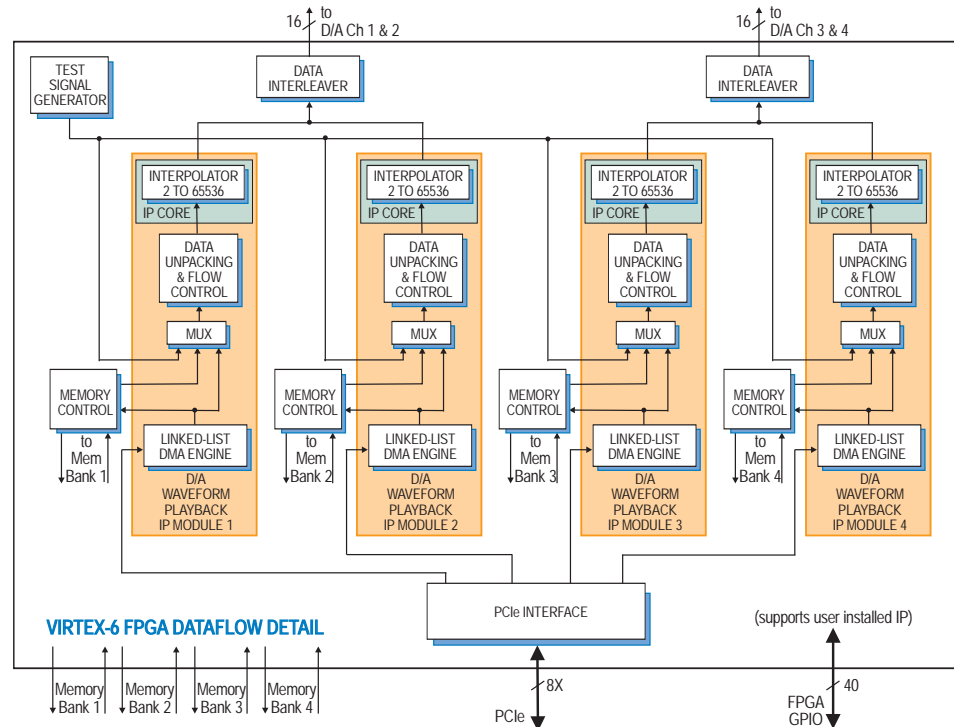 16
to
D/A Ch 1 & 2
16
to
D/A Ch 3 & 4
TEST
SIGNAL
GENERATOR
DATA
INTERLEAVER
DATA
INTERLEAVER
INTERPOLATOR
2 TO 65536
IP CORE
INTERPOLATOR
2 TO 65536
IP CORE
INTERPOLATOR
2 TO 65536
IP CORE
INTERPOLATOR
2 TO 65536
IP CORE
DATA
UNPACKING
& FLOW
CONTROL
DATA
UNPACKING
& FLOW
CONTROL
DATA
UNPACKING
& FLOW
CONTROL
DATA
UNPACKING
& FLOW
CONTROL
MUX
MUX
MUX
MUX
MEMORY
CONTROL
MEMORY
CONTROL
MEMORY
CONTROL
MEMORY
CONTROL
to
Mem
Bank 1
LINKED-LIST
DMA ENGINE
to
Mem
Bank 2
LINKED-LIST
DMA ENGINE
to
Mem
Bank 3
LINKED-LIST
DMA ENGINE
to
Mem
Bank 4
LINKED-LIST
DMA ENGINE
D/A
WAVEFORM
PLAYBACK
IP MODULE 1
D/A
WAVEFORM
PLAYBACK
IP MODULE 2
D/A
WAVEFORM
PLAYBACK
IP MODULE 3
D/A
WAVEFORM
PLAYBACK
IP MODULE 4
PCIe INTERFACE
VIRTEX-6 FPGA DATAFLOW DETAIL
(supports user installed IP)
Memory
Bank 1
Memory
Bank 2
Memory
Bank 3
Memory
Bank 4
8X
PCIe
40
FPGA
GPIO